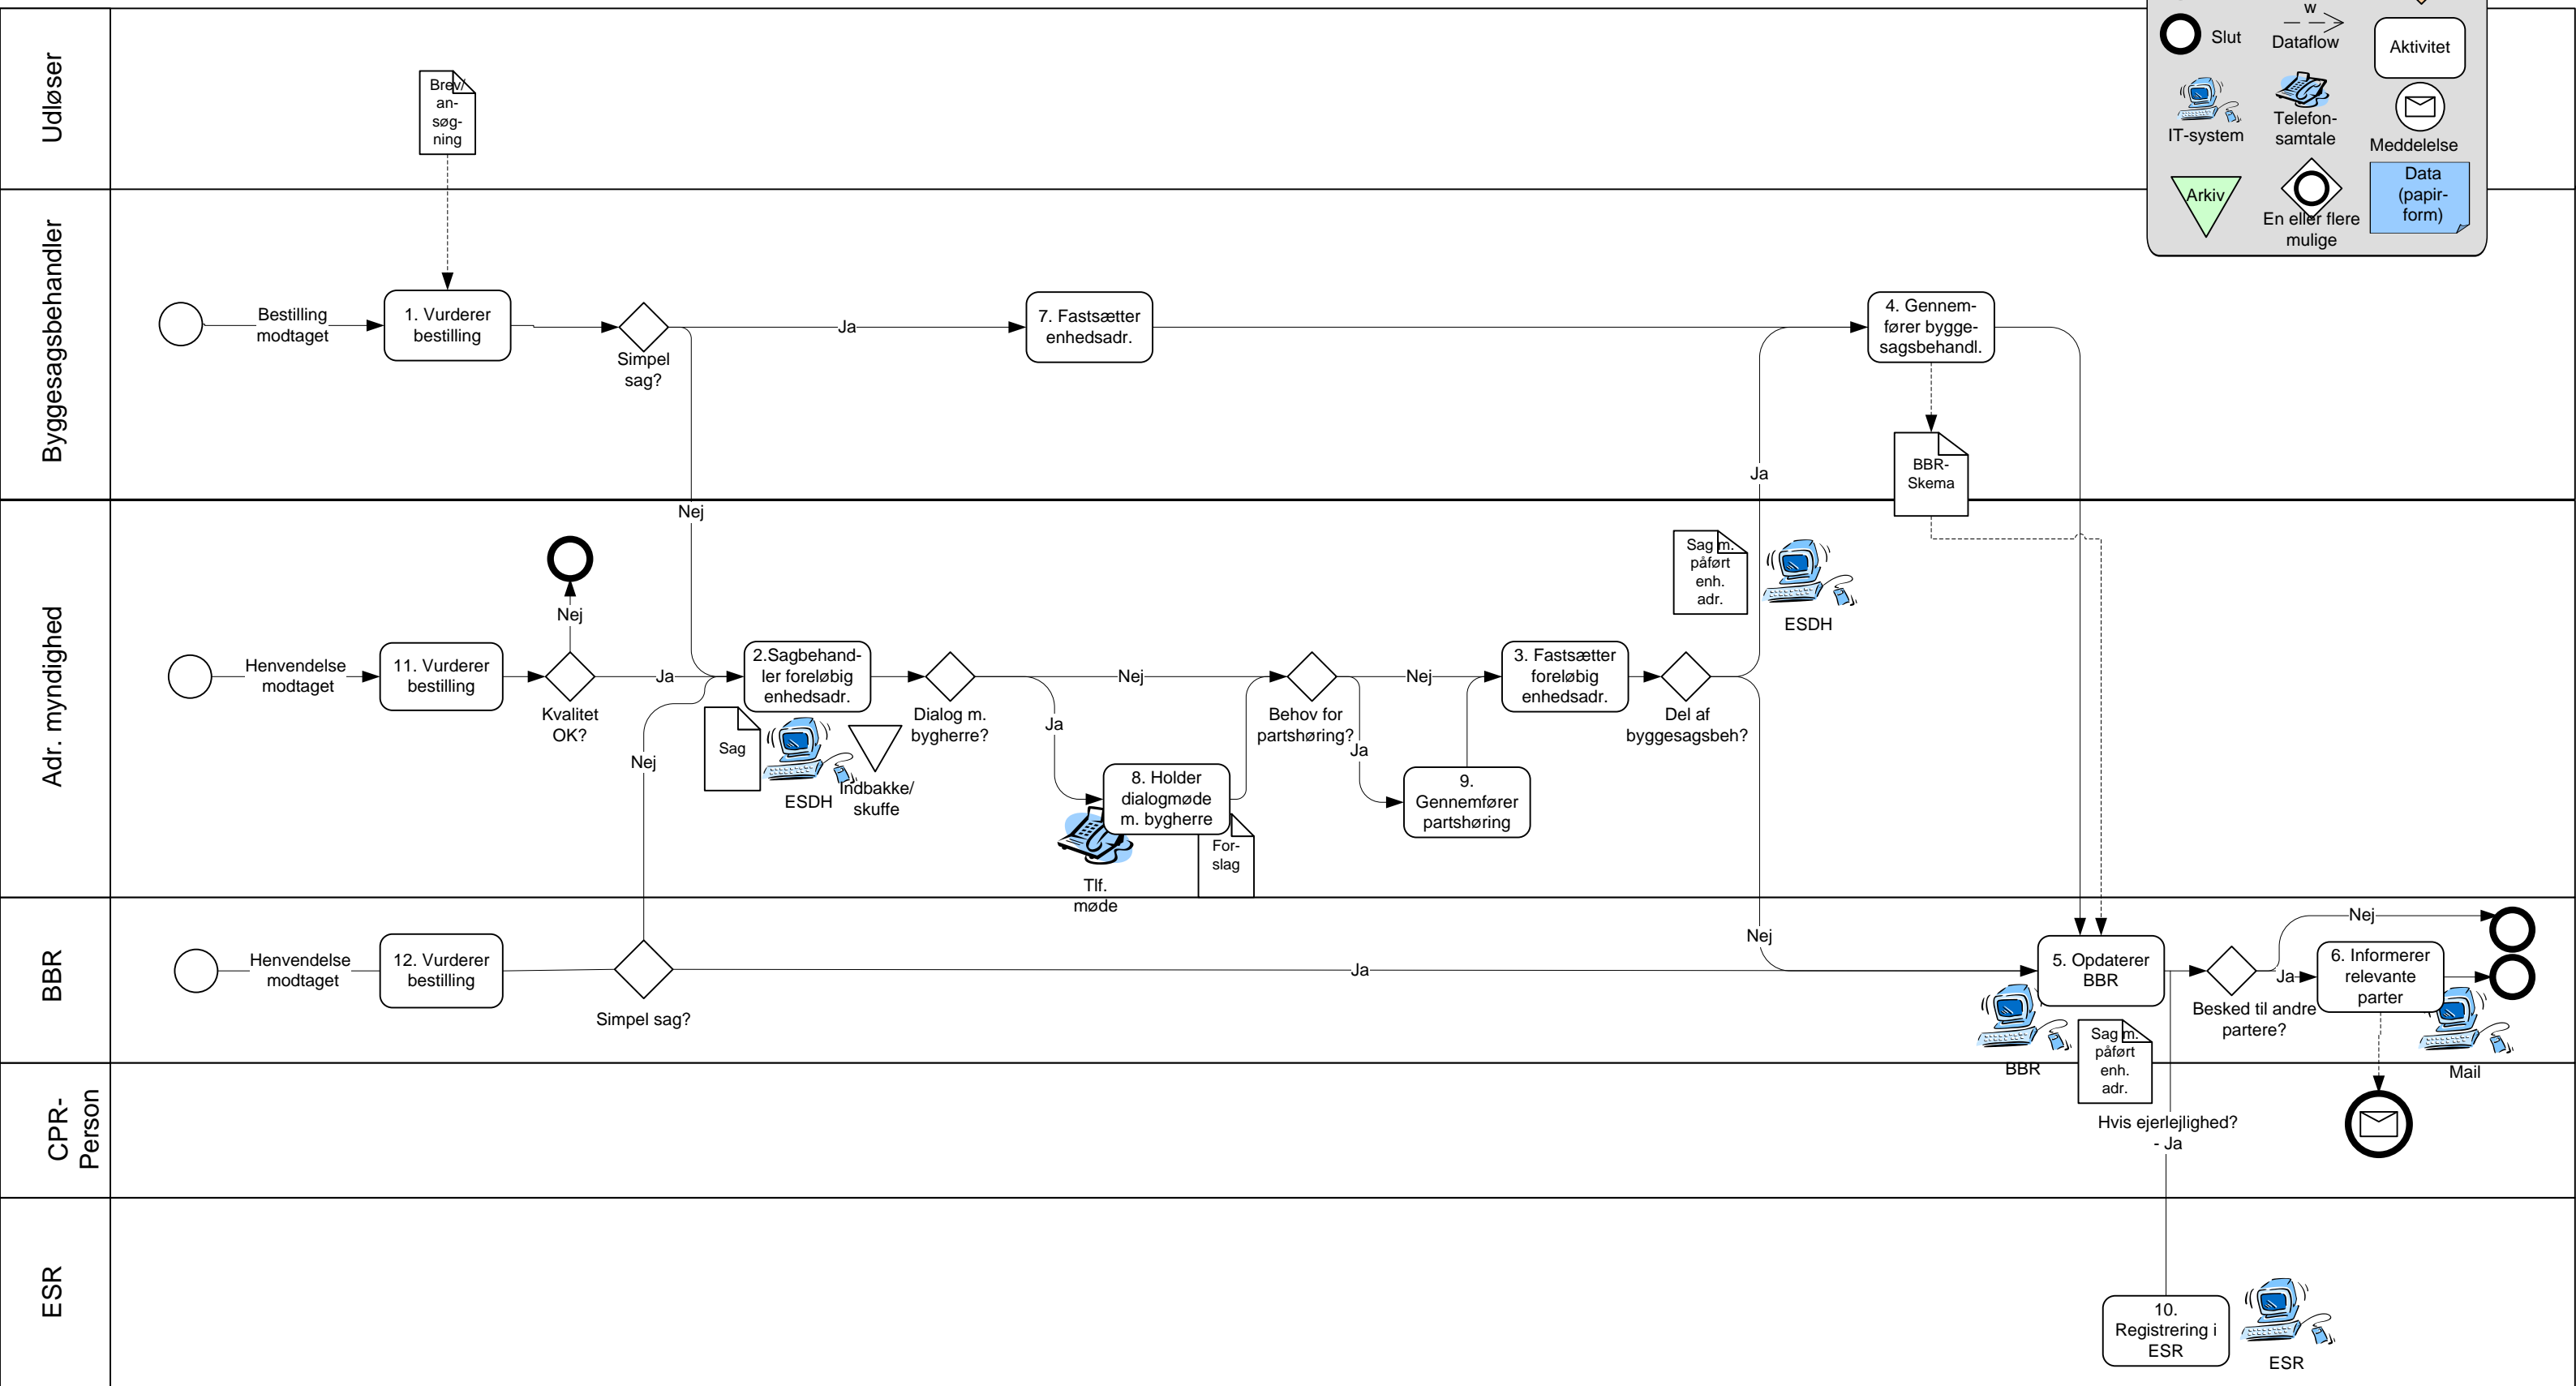 Udløser
Brev/
an-
søg-
ning
w
Slut
Dataflow
Aktivitet
IT-system
Telefon-
samtale
Meddelelse
Arkiv
En eller flere
mulige
Data
(papir-
form)
Byggesagsbehandler
Bestilling
modtaget
1. Vurderer
bestilling
Simpel
sag?
Ja
7. Fastsætter
enhedsadr.
4. Gennem-
fører bygge-
sagsbehandl.
BBR-
Skema
Ja
Nej
Adr. myndighed
Henvendelse
modtaget
11. Vurderer
bestilling
Nej
Kvalitet
OK?
Ja
2.Sagbehand-
ler foreløbig
enhedsadr.
Sag
ESDH
Indbakke/
skuffe
Dialog m.
bygherre?
Nej
Ja
8. Holder
dialogmøde
m. bygherre
Tlf.
møde
For-
slag
Behov for
partshøring?
Nej
Ja
9.
Gennemfører
partshøring
3. Fastsætter
foreløbig
enhedsadr.
Del af
byggesagsbeh?
Sag m.
påført
enh.
adr.
ESDH
Nej
BBR
Henvendelse
modtaget
12. Vurderer
bestilling
Simpel sag?
Ja
Nej
5. Opdaterer
BBR
BBR
Sag m.
påført
enh.
adr.
Besked til andre
partere?
Nej
Ja
6. Informerer
relevante
parter
Mail
CPR-
Person
Hvis ejerlejlighed?
- Ja
ESR
10.
Registrering i
ESR
ESR